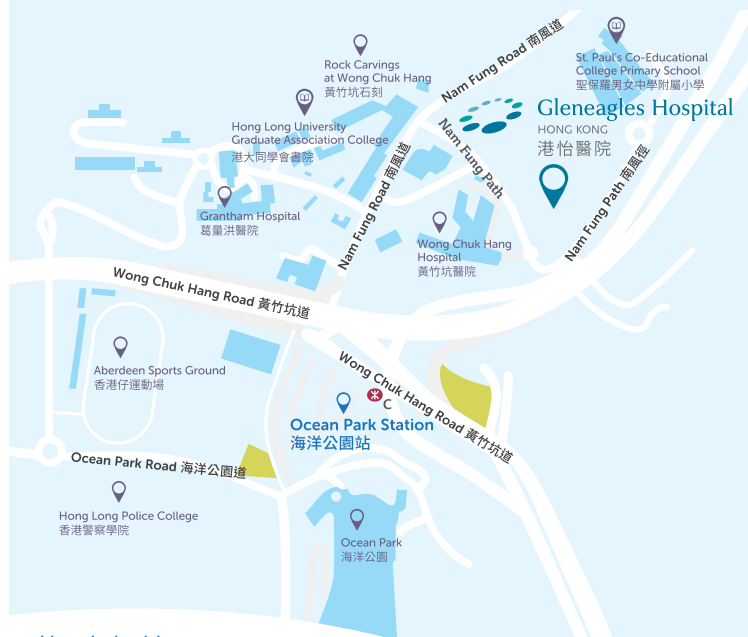 Nam Fung Road 南風道
Rock Carvings
at Wong Chuk Hang
黃竹坑石刻
St. Paul's Co-Educational
College Primary School
聖保羅男女中學附屬小學
Hong Long University
Graduate Association College
港大同學會書院
Nam Fung Path
Gleneagles Hospital
HONG KONG
港怡醫院
Nam Fung Road 南風道
Nam Fung Path 南風徑
Grantham Hospital
葛量洪醫院
Wong Chuk Hang
Hospital
黃竹坑醫院
Wong Chuk Hang Road 黃竹坑道
Aberdeen Sports Ground
香港仔運動場
Wong Chuk Hang Road 黃竹坑道
C
Ocean Park Station
海洋公園站
Ocean Park Road 海洋公園道
Hong Long Police College
香港警察學院
Ocean Park
海洋公園